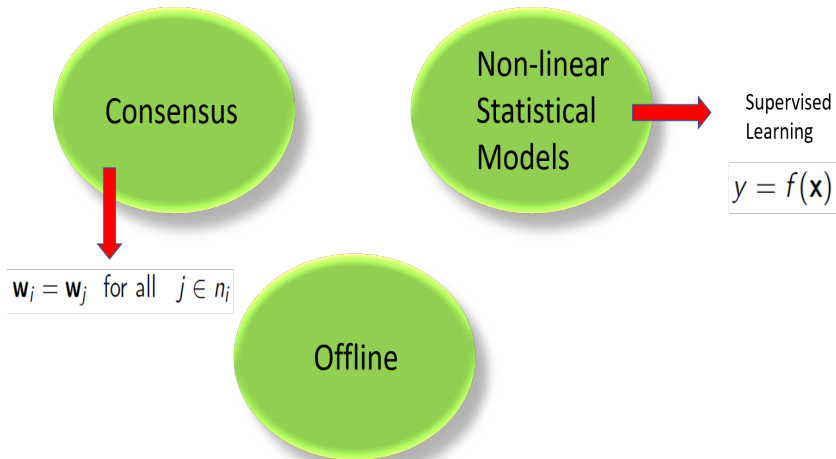 Consensus
Non-linear
Statistical
Models
Supervised
Learning
y = f(x)
w_i = w_j for all j ∈ n_i
Offline